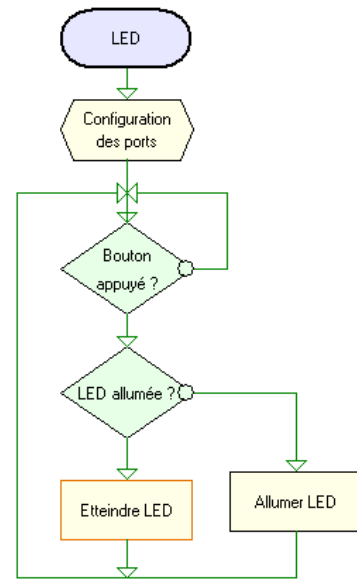 LED
Configuration
des ports
Bouton
appuyé ?
LED allumée ?
Etteindre LED
Allumer LED